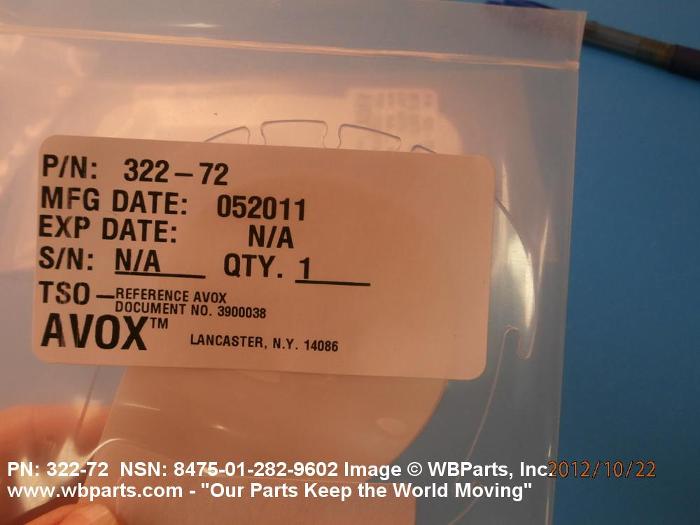 P/N: 322-72
MFG DATE: 052011
EXP DATE: N/A
S/N: N/A QTY. 1
TSO - REFERENCE AVOX
DOCUMENT NO. 3900038
AVOX™ LANCASTER, N.Y. 14086
PN: 322-72 NSN: 8475-01-282-9602 Image © WBParts, Inc
2012/10/22
www.wbparts.com - "Our Parts Keep the World Moving"